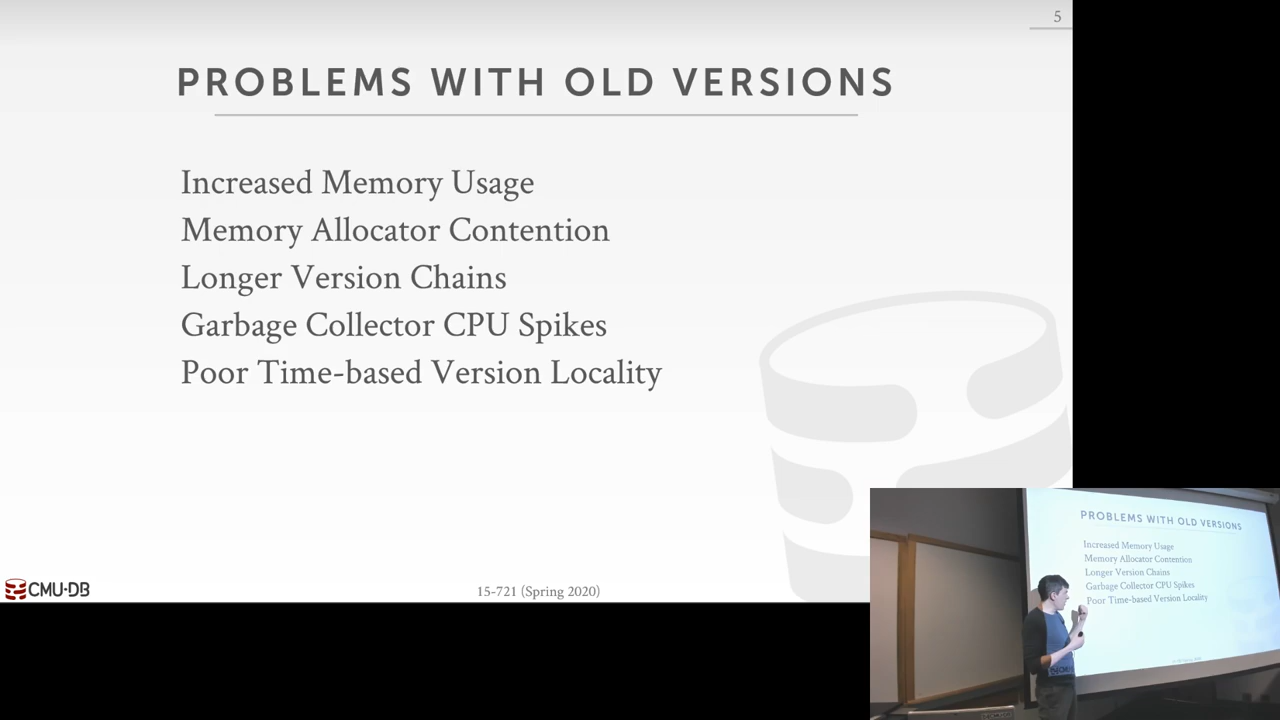 5
PROBLEMS WITH OLD VERSIONS
Increased Memory Usage
Memory Allocator Contention
Longer Version Chains
Garbage Collector CPU Spikes
Poor Time-based Version Locality
CMU·DB
15-721 (Spring 2020)
PROBLEMS WITH OLD VERSIONS
Increased Memory Usage
Memory Allocator Contention
Longer Version Chains
Garbage Collector CPU Spikes
Poor Time-based Version Locality